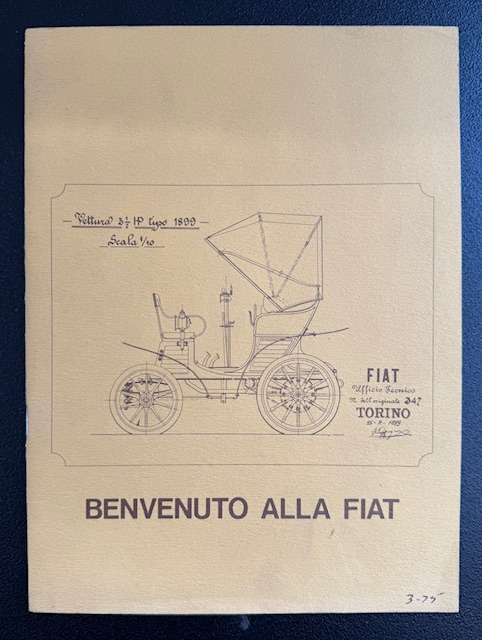 Vettura 3½ HP tipo 1899
Scala 1/10
FIAT
Ufficio Tecnico
N. dell'originale 347
TORINO
BENVENUTO ALLA FIAT
3-75